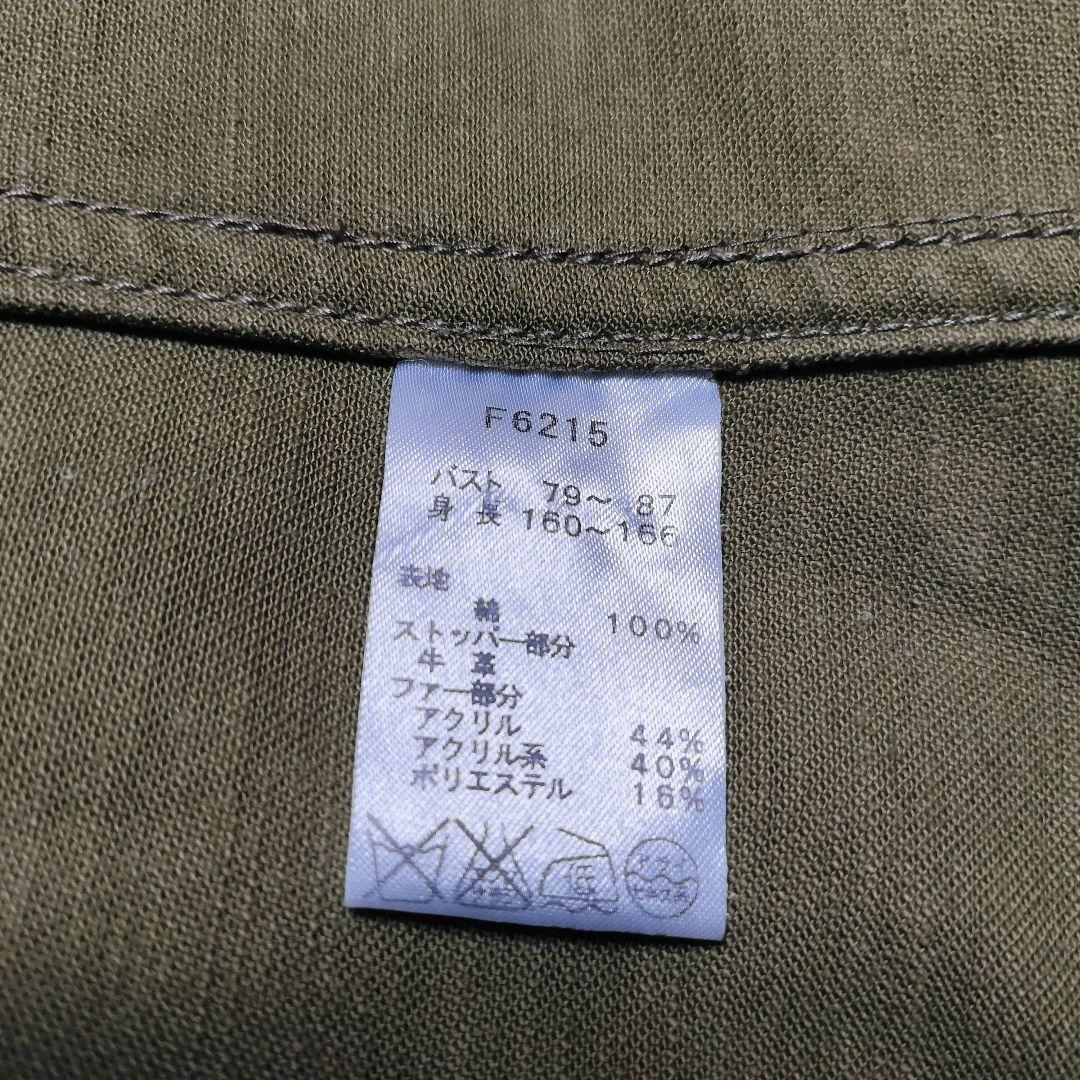 F6215
バスト 79～ 87
身長 160～166
表地
綿 100%
ストッパー部分
牛革
ファー部分
アクリル 44%
アクリル系 40%
ポリエステル 16%
低